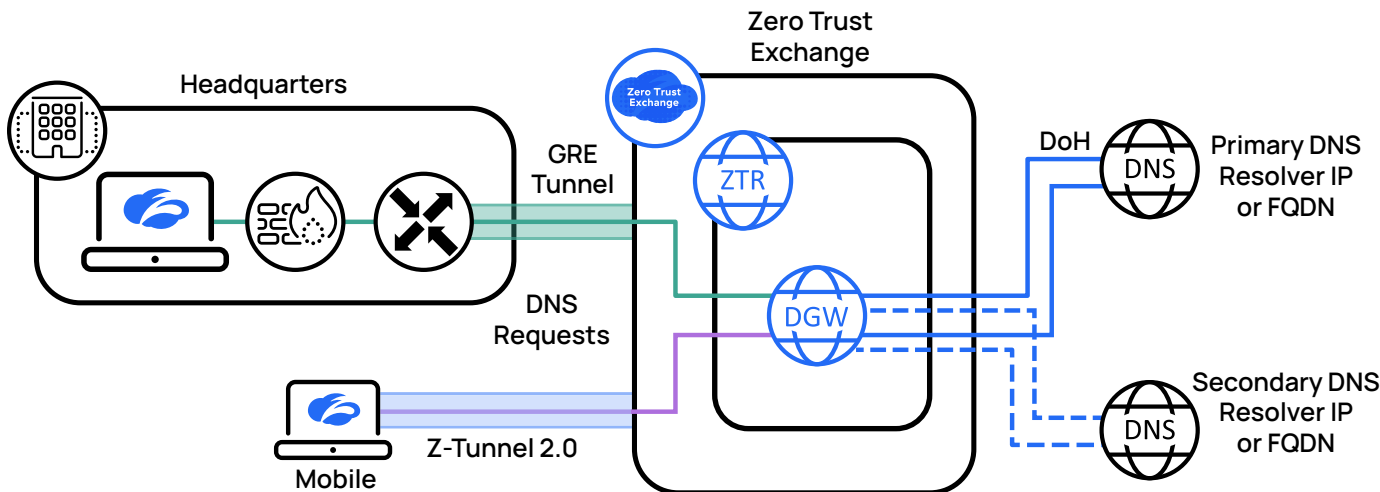 Zero Trust
Exchange
Headquarters
Zero Trust
Exchange
GRE
Tunnel
ZTR
DoH
DNS
Primary DNS
Resolver IP
or FQDN
DNS
Requests
DGW
Secondary DNS
Resolver IP
or FQDN
DNS
Z-Tunnel 2.0
Mobile